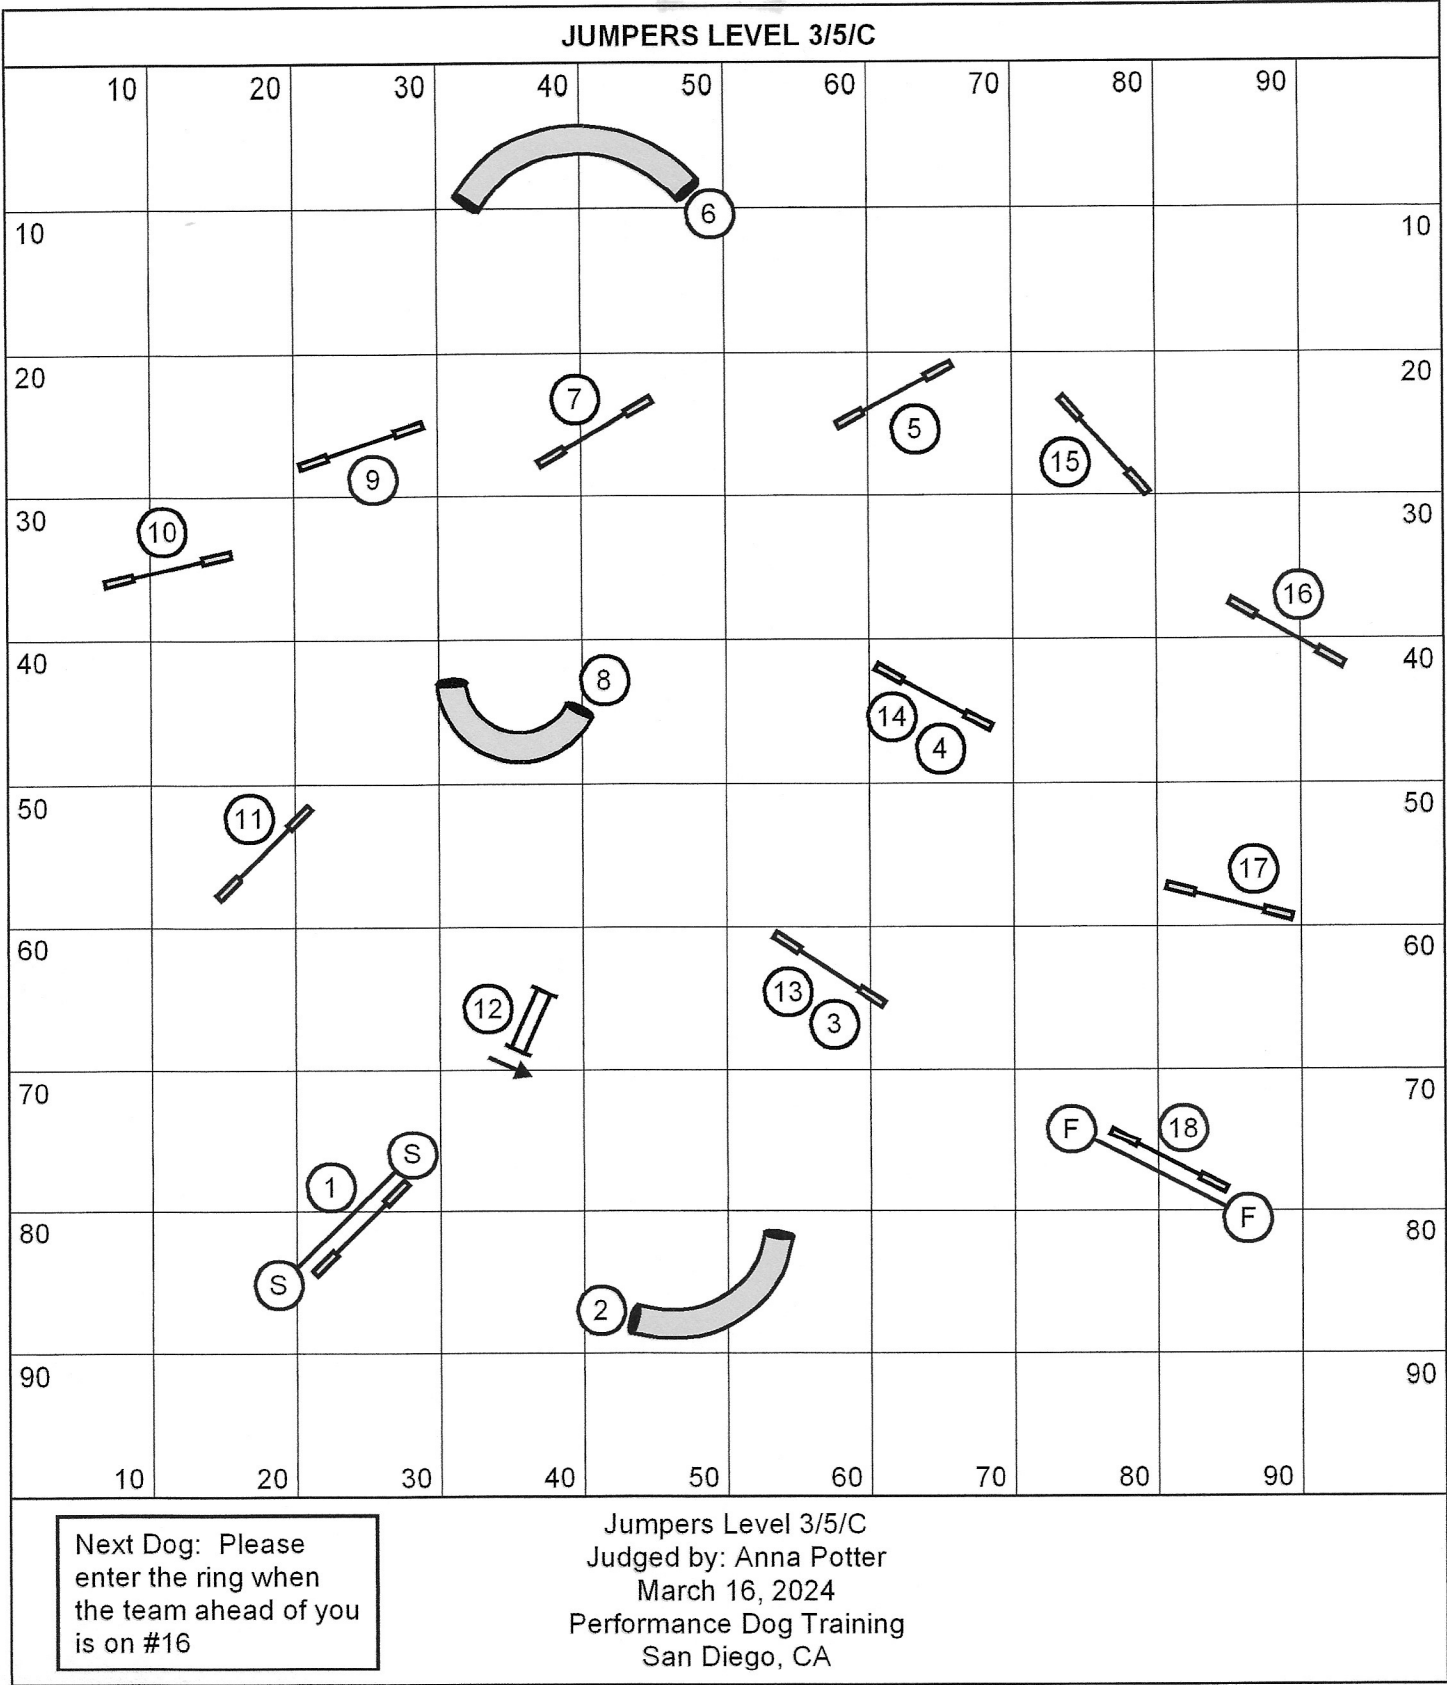 JUMPERS LEVEL 3/5/C
10 20 30 40 50 60 70 80 90
6
10 10
20 20
7 5
9 15
30 30
10
16
40 40
8 14 4
50 50
11 17
60 60
12 13 3
70 70
F 18
S
1
80 80
S F
2
90 90
10 20 30 40 50 60 70 80 90
Next Dog: Please
enter the ring when
the team ahead of you
is on #16
Jumpers Level 3/5/C
Judged by: Anna Potter
March 16, 2024
Performance Dog Training
San Diego, CA